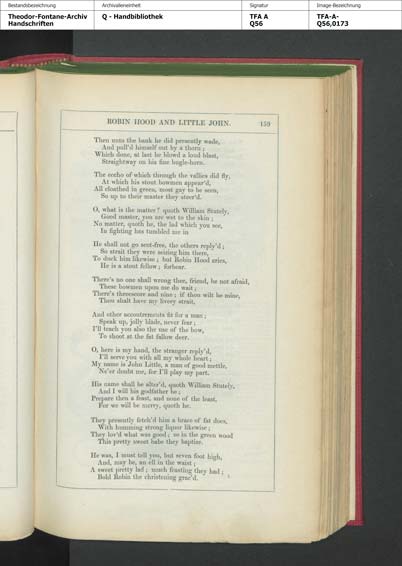 Bestandsbezeichnung
Archivalieneinheit
Signatur
Image-Bezeichnung
Theodor-Fontane-Archiv
Handschriften
Q - Handbibliothek
TFA A
Q56
TFA-A-
Q56,0173
ROBIN HOOD AND LITTLE JOHN. 159
Then unto the bank he did presently wade,
And pull'd himself out by a thorn;
Which done, at last he blow'd a loud blast,
Straightway on his fine bugle-horn.
The eccho of which through the vallies did fly,
At which his stout bowmen appear'd,
All cloathed in green, most gay to be seen,
So up to their master they steer'd.
O, what is the matter? quoth William Stutely,
Good master, you are wet to the skin;
No matter, quoth he, the lad which you see,
In fighting has tumbled me in
He shall not go scot-free, the others reply'd;
So strait they were seizing him there,
To duck him likewise; but Robin Hood cries,
He is a stout fellow; forbear.
There's no one shall wrong thee, friend, be not afraid,
These bowmen upon me do wait;
There's threescore and nine; if thou wilt be mine,
Thou shalt have my livery strait,
And other accoutrements fit for a man;
Speak up, jolly blade, never fear;
I'll teach you also the use of the bow,
To shoot at the fat fallow deer.
O, here is my hand, the stranger reply'd,
I'll serve you with all my whole heart;
My name is John Little, a man of good mettle,
Ne'er doubt me, for I'll play my part.
His name shall be alter'd, quoth William Stutely,
And I will his godfather be;
Prepare then a feast, and none of the least,
For we will be merry, quoth he.
They presently fetch'd him a brace of fat does,
With humming strong liquor likewise;
They lov'd what was good; so in the green wood
This pretty sweet babe they baptize.
He was, I must tell you, but seven foot high,
And, may be, an ell in the waist;
A sweet pretty lad; much feasting they had;
Bold Robin the christening grac'd.